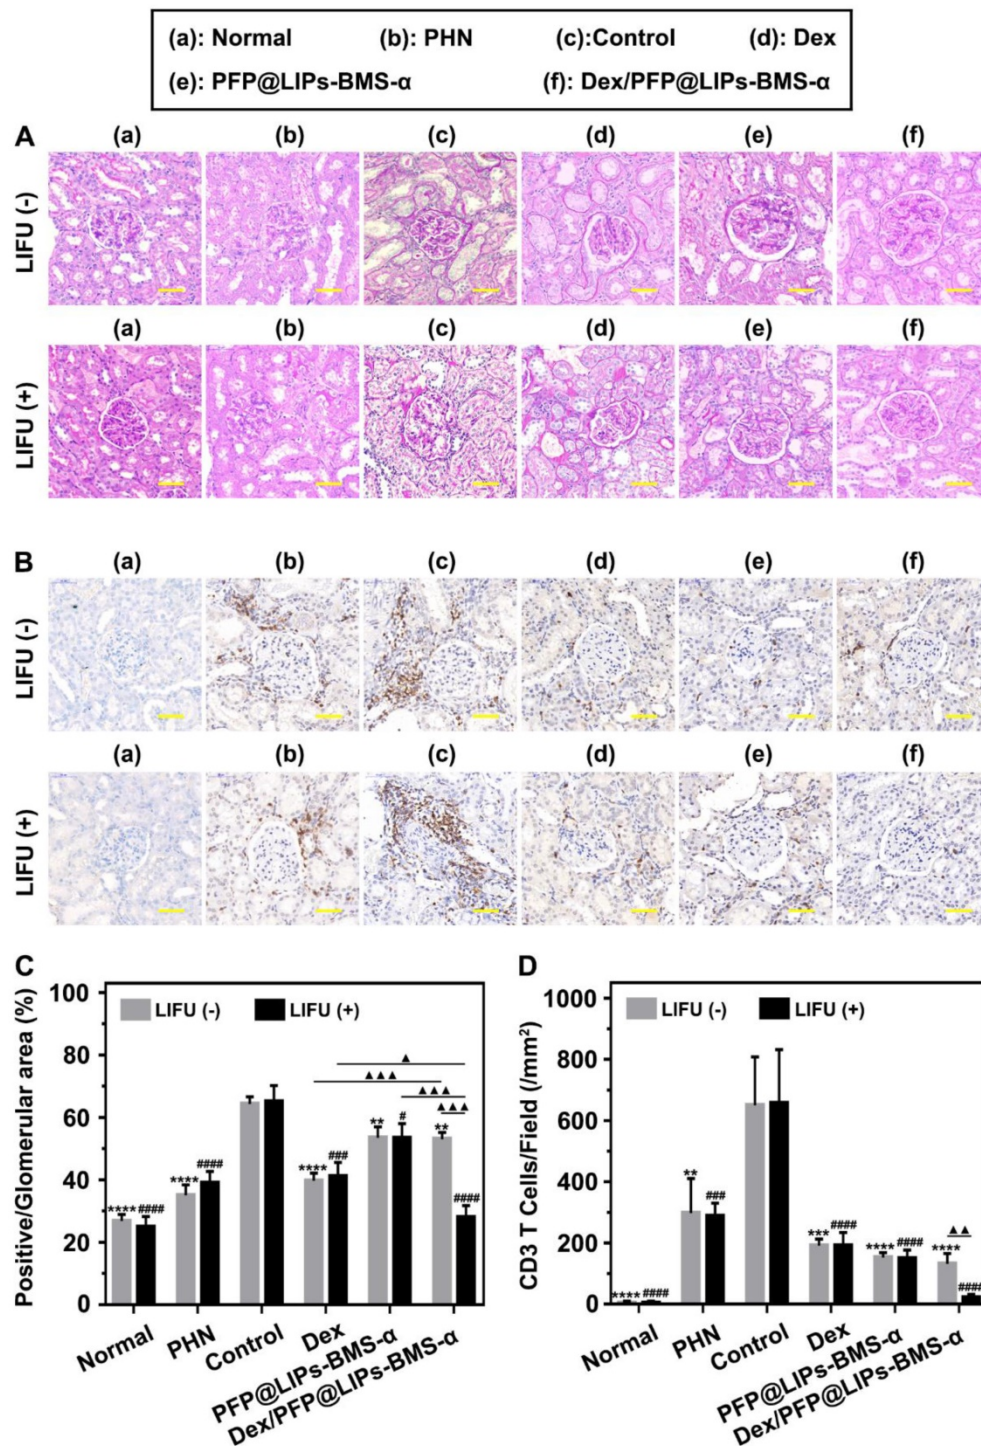 (a): Normal (b): PHN (c):Control (d): Dex
(e): PFP@LIPs-BMS-α (f): Dex/PFP@LIPs-BMS-α
A (a) (b) (c) (d) (e) (f)
LIFU (-)
(a) (b) (c) (d) (e) (f)
LIFU (+)
B (a) (b) (c) (d) (e) (f)
LIFU (-)
(a) (b) (c) (d) (e) (f)
LIFU (+)
C
Positive/Glomerular area (%)
100
80
60
40
20
0
LIFU (-) LIFU (+)
▲
▲▲▲
▲▲▲
▲▲▲
**** ####
**** ####
**** ###
** #
** ####
Normal
PHN
Control
Dex
PFP@LIPs-BMS-α
Dex/PFP@LIPs-BMS-α
D
CD3 T Cells/Field (/mm²)
1000
800
600
400
200
0
LIFU (-) LIFU (+)
▲▲
**** ####
** ###
*** ####
**** ####
**** ####
Normal
PHN
Control
Dex
PFP@LIPs-BMS-α
Dex/PFP@LIPs-BMS-α